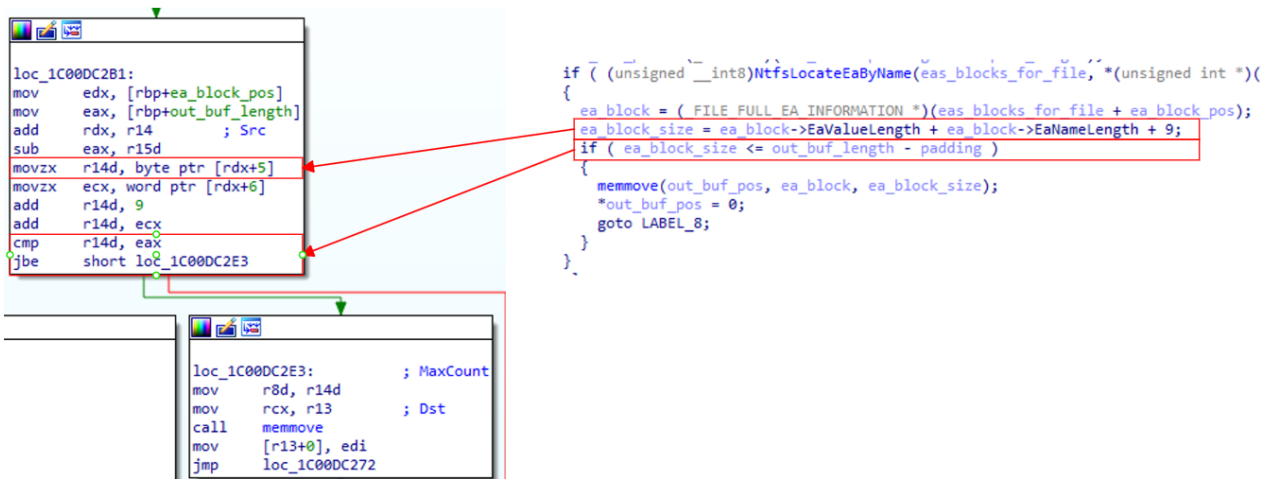 loc_1C00DC2B1:
mov edx, [rbp+ea_block_pos]
mov eax, [rbp+out_buf_length]
add rdx, r14 ; Src
sub eax, r15d
movzx r14d, byte ptr [rdx+5]
movzx ecx, word ptr [rdx+6]
add r14d, 9
add r14d, ecx
cmp r14d, eax
jbe short loc_1C00DC2E3
loc_1C00DC2E3: ; MaxCount
mov r8d, r14d
mov rcx, r13 ; Dst
call memmove
mov [r13+0], edi
jmp loc_1C00DC272
if ( (unsigned __int8)NtfsLocateEaByName(eas_blocks_for_file, *(unsigned int *)(
{
ea_block = (_FILE_FULL_EA_INFORMATION *)(eas_blocks_for_file + ea_block_pos);
ea_block_size = ea_block->EaValueLength + ea_block->EaNameLength + 9;
if ( ea_block_size <= out_buf_length - padding )
{
memmove(out_buf_pos, ea_block, ea_block_size);
*out_buf_pos = 0;
goto LABEL_8;
}
}